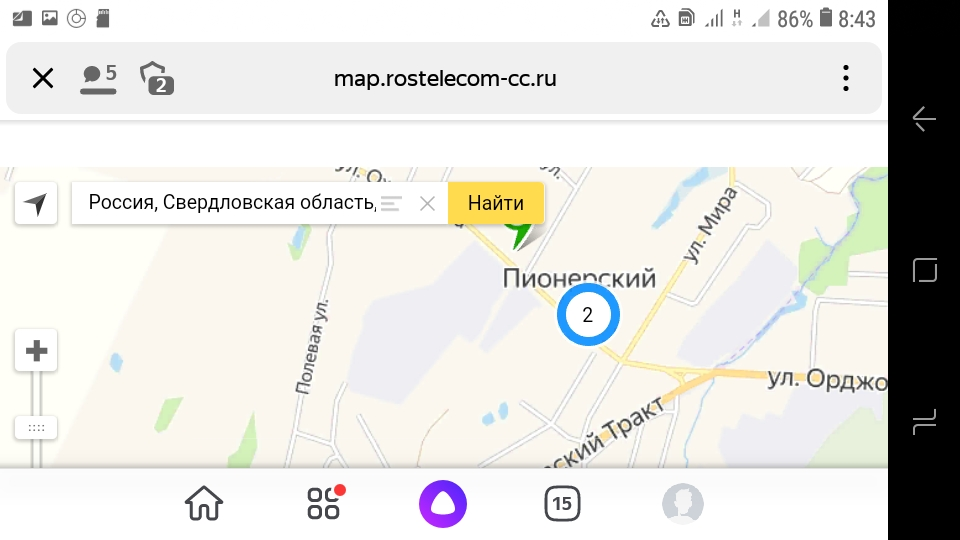 H 86% 8:43
5 2 map.rostelecom-cc.ru
Россия, Свердловская область, Найти
ул.
ул. Мира
Пионерский
2
Полевая ул.
ул. Орджо
ский Тракт
15